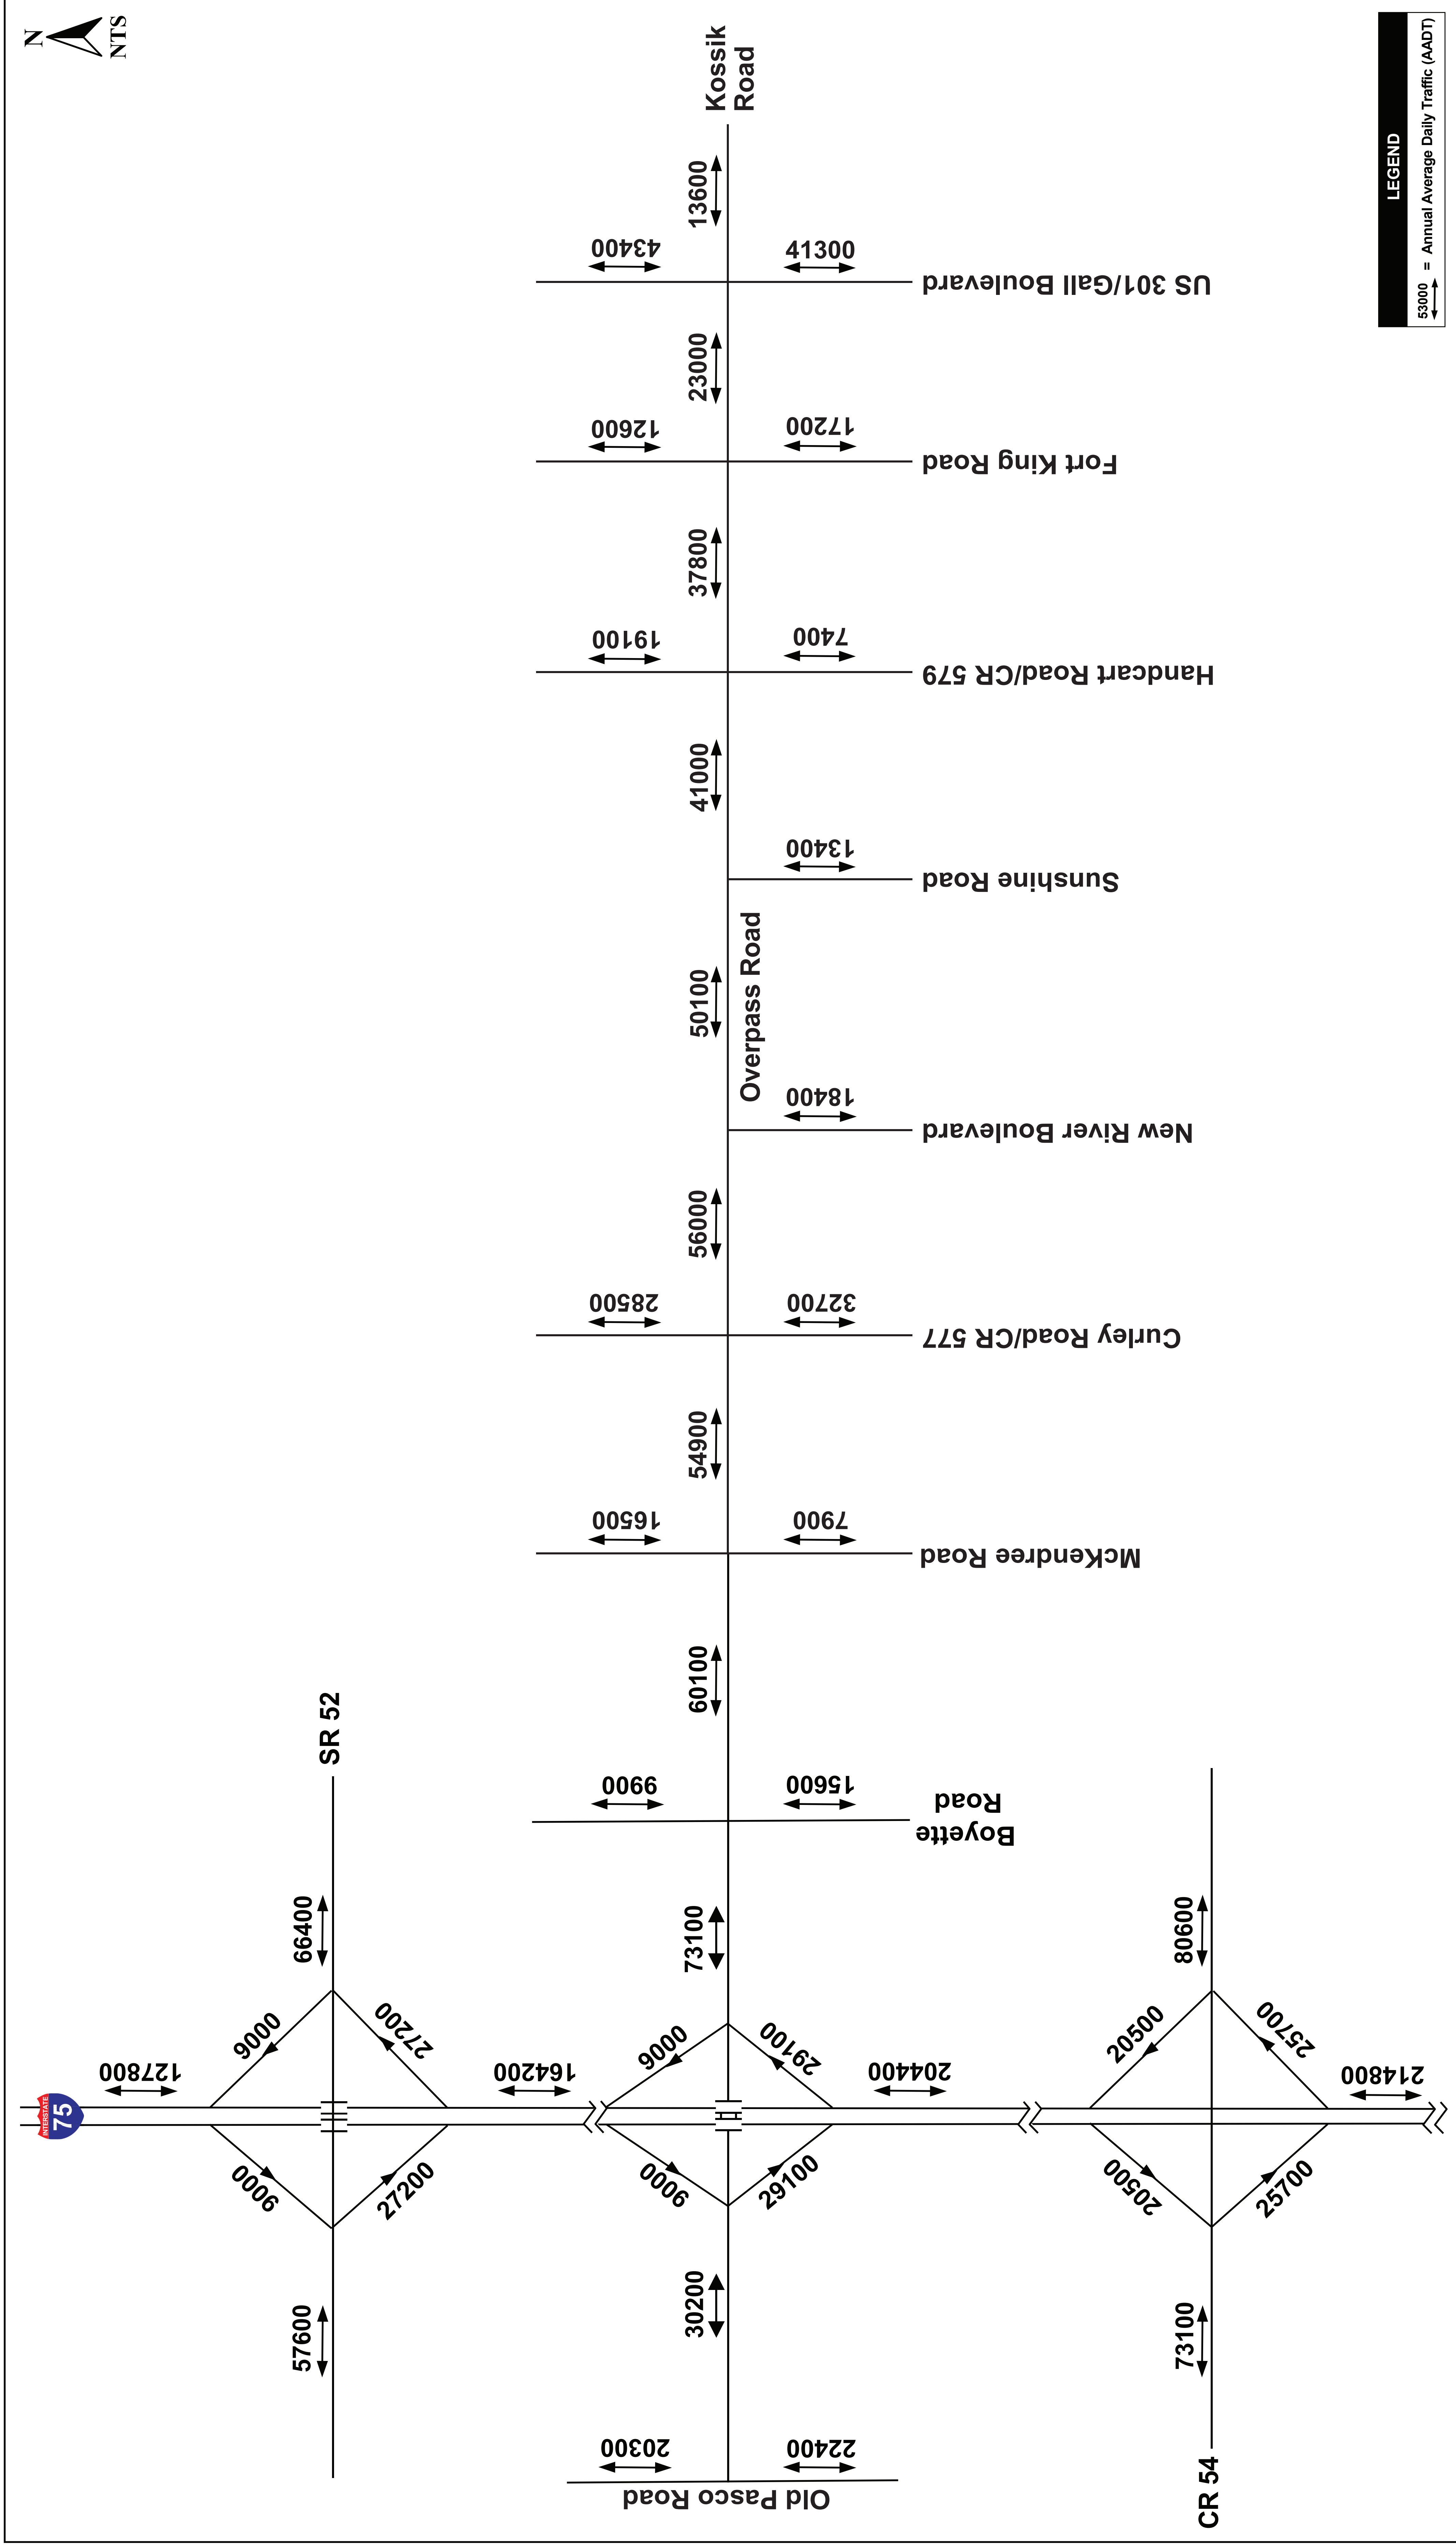 N
NTS
INTERSTATE
75
127800
9000
9000
SR 52
57600
66400
27200
27200
164200
9000
9000
20300
Old Pasco Road
22400
30200
73100
29100
29100
204400
9900
15600
Boyette
Road
60100
16500
7900
McKendree Road
54900
28500
32700
Curley Road/CR 577
56000
18400
New River Boulevard
50100
Overpass Road
13400
Sunshine Road
41000
19100
7400
Handcart Road/CR 579
37800
12600
17200
Fort King Road
23000
43400
41300
US 301/Gall Boulevard
13600
Kossik
Road
20500
20500
CR 54
73100
80600
25700
25700
214800
LEGEND
53000 = Annual Average Daily Traffic (AADT)